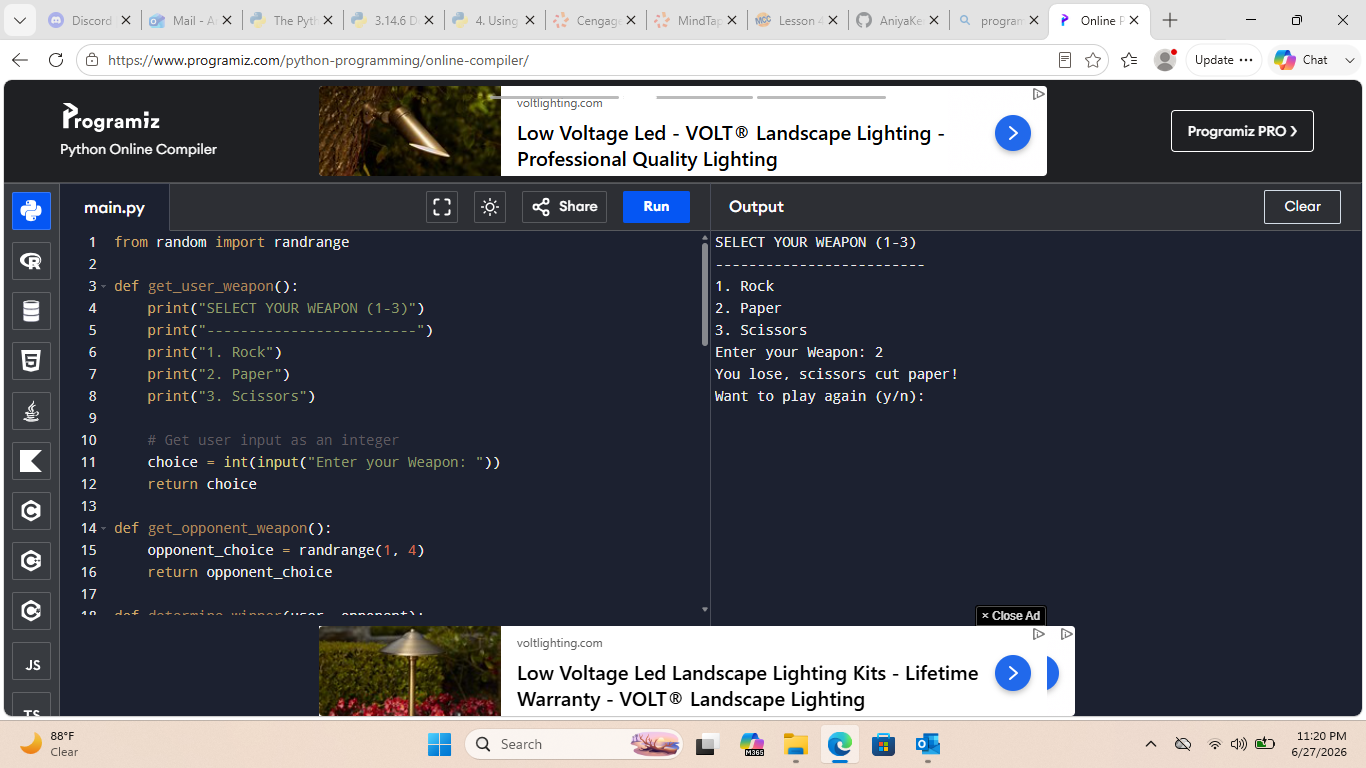 Discord
Mail - A
The Pyt
3.14.6 D
4. Using
Cengag
MindTap
Lesson 4
AniyaKe
program
Online P
https://www.programiz.com/python-programming/online-compiler/
Update
Chat
Programiz
Python Online Compiler
voltlighting.com
Low Voltage Led - VOLT® Landscape Lighting -
Professional Quality Lighting
Programiz PRO
main.py
Share
Run
Output
Clear
1 from random import randrange
2
3 def get_user_weapon():
4     print("SELECT YOUR WEAPON (1-3)")
5     print("-------------------------")
6     print("1. Rock")
7     print("2. Paper")
8     print("3. Scissors")
9
10     # Get user input as an integer
11     choice = int(input("Enter your Weapon: "))
12     return choice
13
14 def get_opponent_weapon():
15     opponent_choice = randrange(1, 4)
16     return opponent_choice
17
18 def determine_winner(user, opponent):
SELECT YOUR WEAPON (1-3)
-------------------------
1. Rock
2. Paper
3. Scissors
Enter your Weapon: 2
You lose, scissors cut paper!
Want to play again (y/n):
JS
TS
× Close Ad
voltlighting.com
Low Voltage Led Landscape Lighting Kits - Lifetime
Warranty - VOLT® Landscape Lighting
88°F
Clear
Search
M365
11:20 PM
6/27/2026